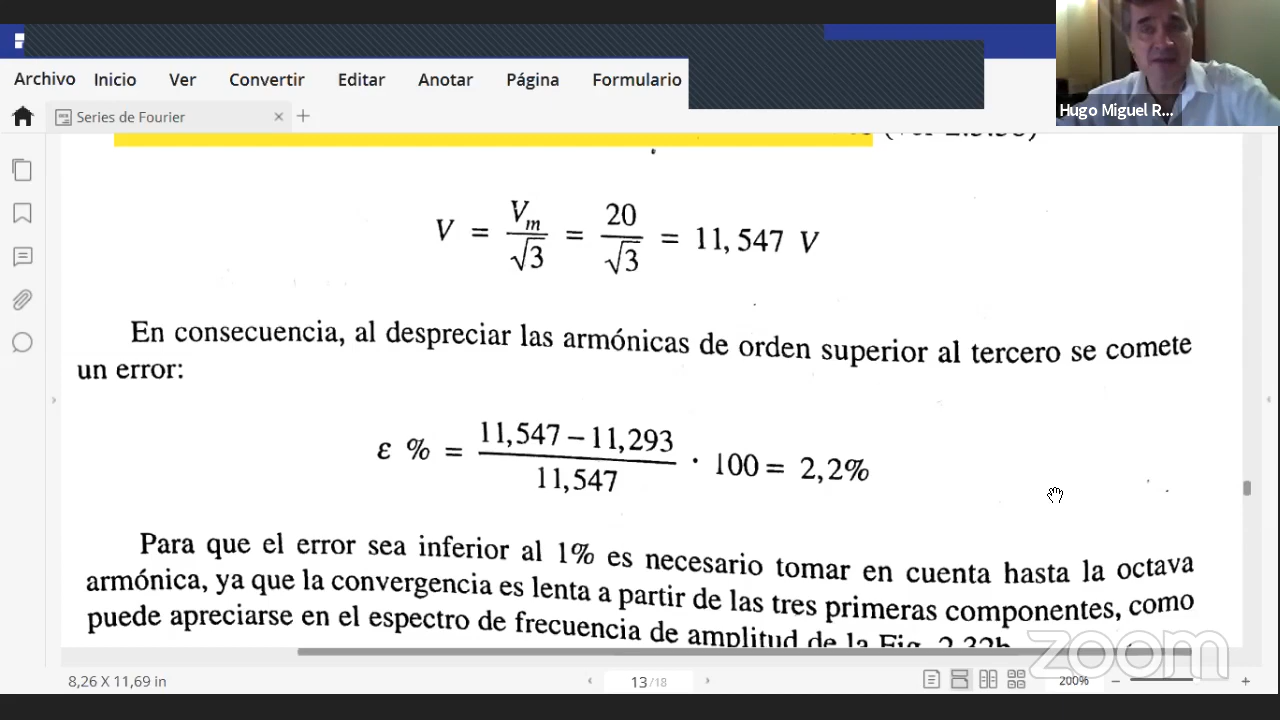 Archivo Inicio Ver Convertir Editar Anotar Página Formulario
Hugo Miguel R...
Series de Fourier
V = Vm/√3 = 20/√3 = 11,547 V
En consecuencia, al despreciar las armónicas de orden superior al tercero se comete
un error:
ε % = (11,547 – 11,293)/11,547 · 100 = 2,2%
Para que el error sea inferior al 1% es necesario tomar en cuenta hasta la octava
armónica, ya que la convergencia es lenta a partir de las tres primeras componentes, como
puede apreciarse en el espectro de frecuencia de amplitud de la Fig. 2.32b
zoom
8,26 X 11,69 in
13/18
200%